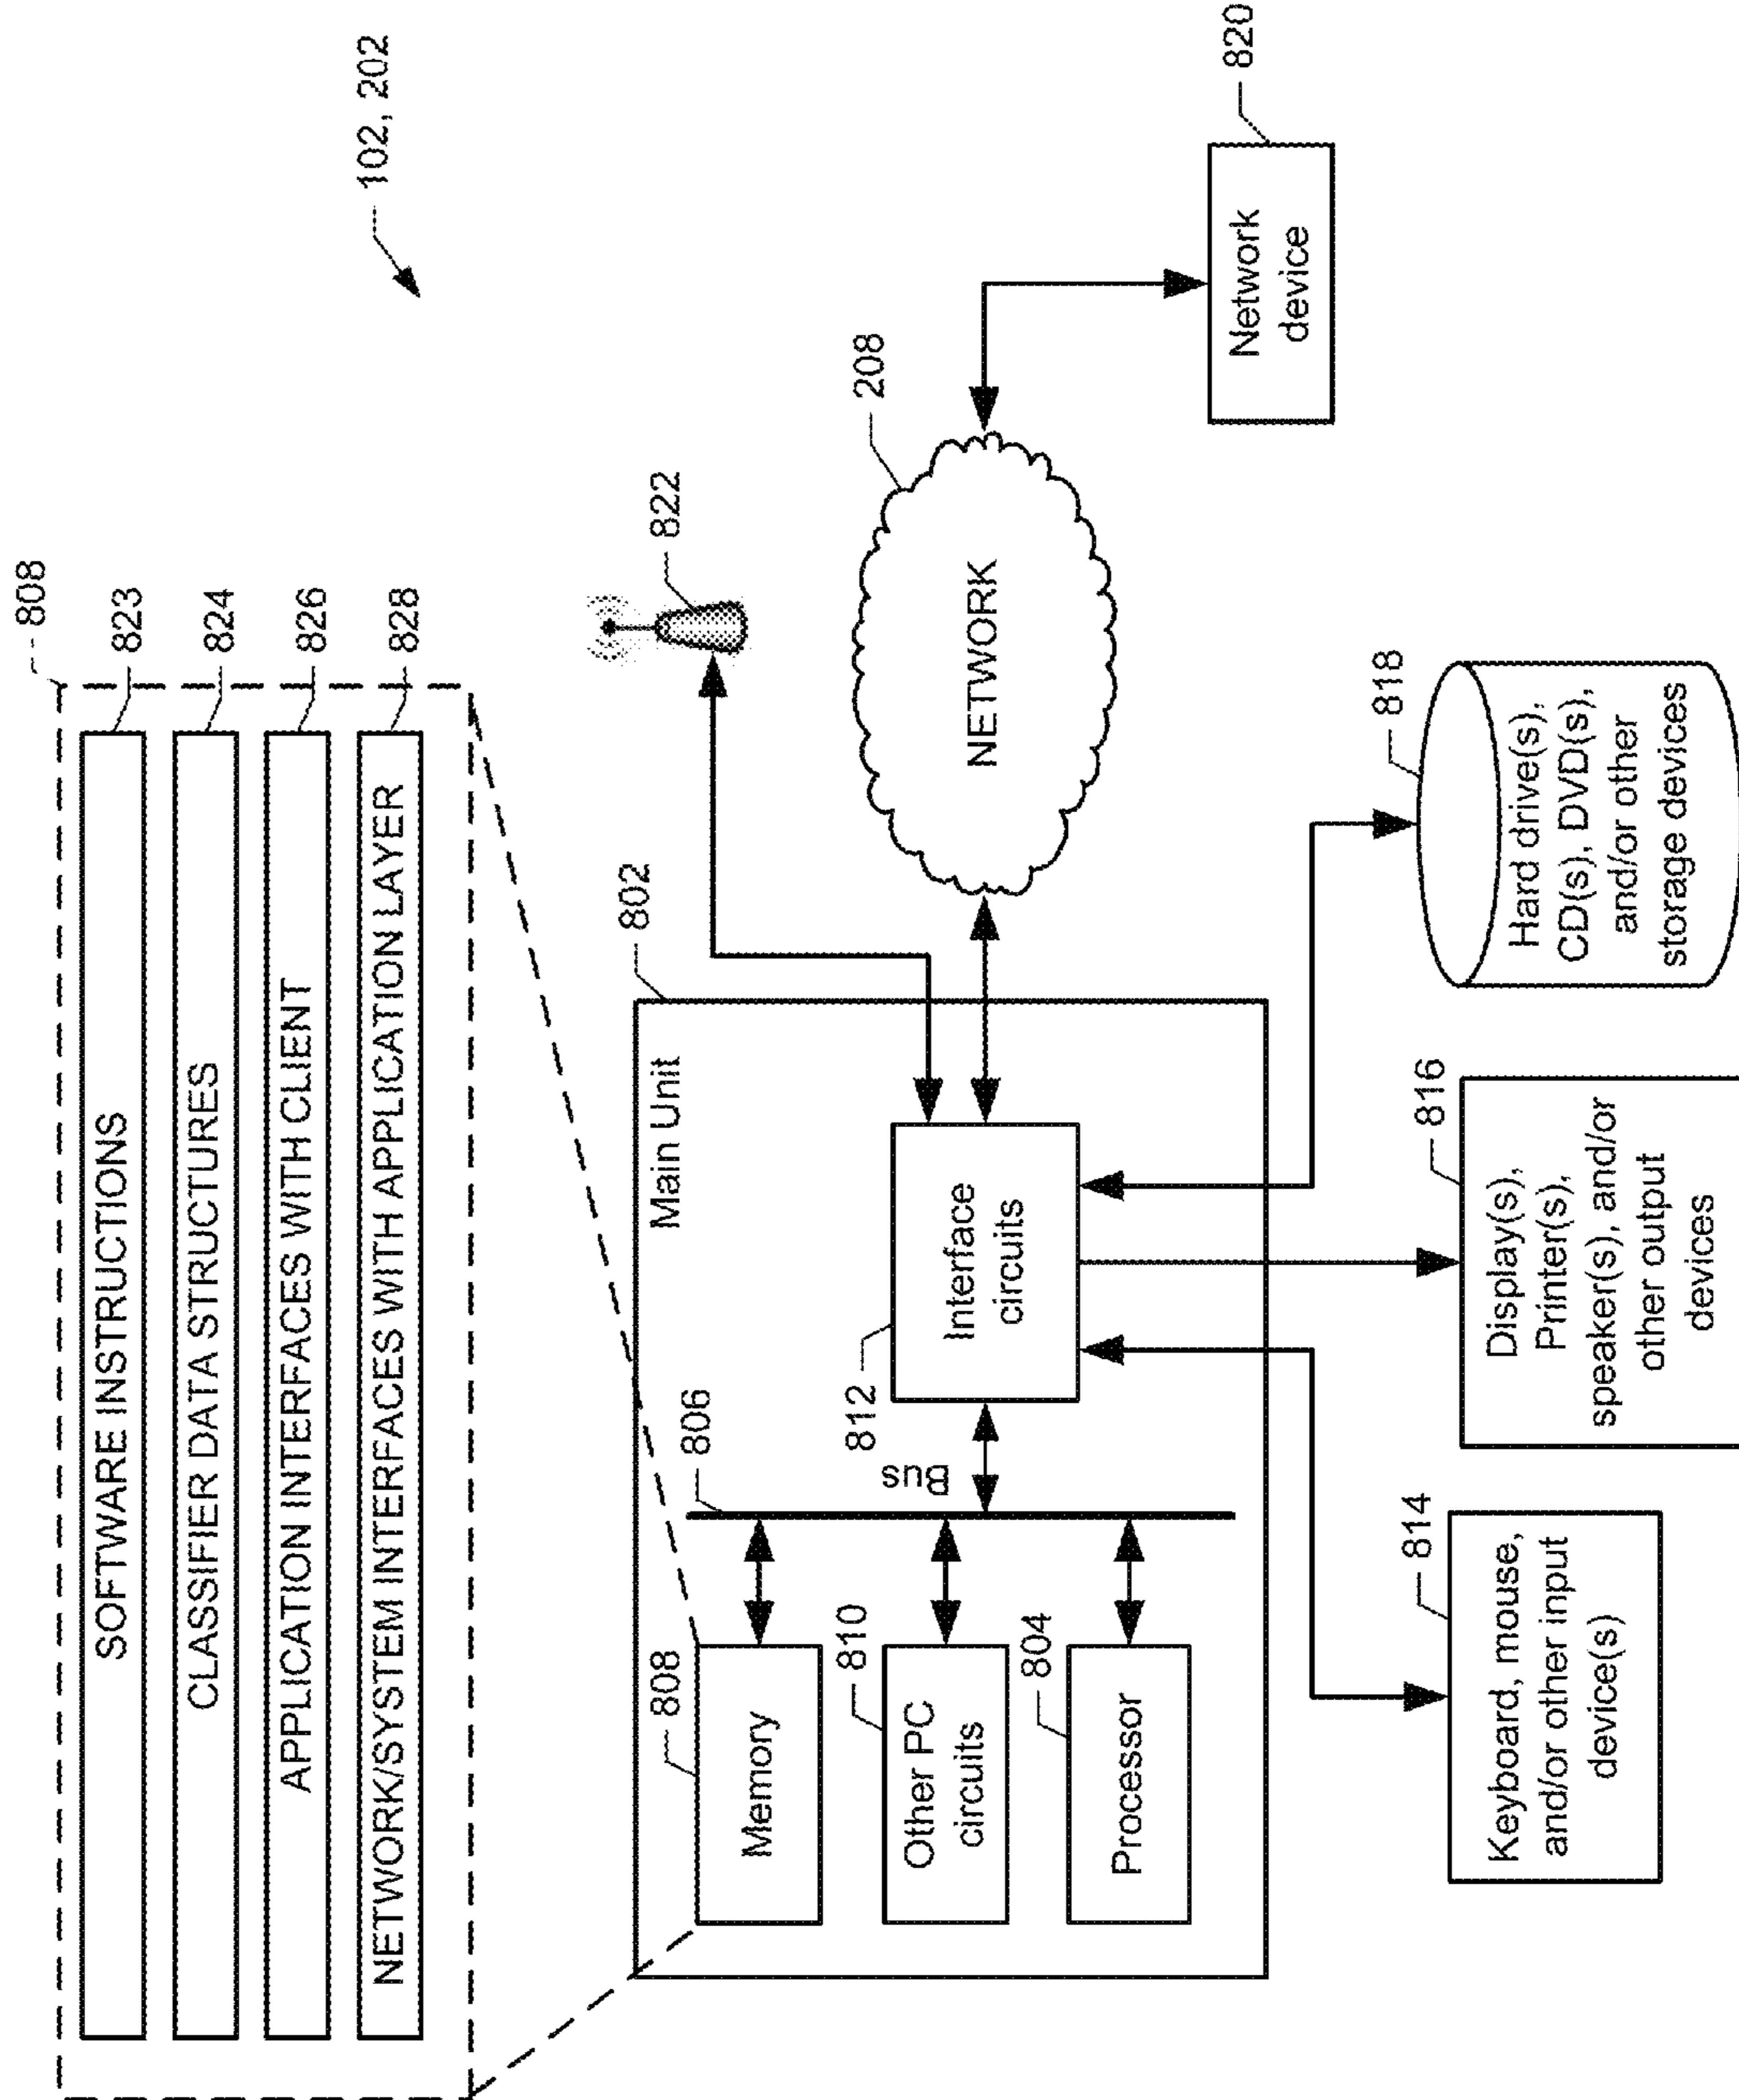 808
SOFTWARE INSTRUCTIONS
823
CLASSIFIER DATA STRUCTURES
824
APPLICATION INTERFACES WITH CLIENT
826
NETWORK/SYSTEM INTERFACES WITH APPLICATION LAYER
828
102, 202
802
Main Unit
822
808
Memory
806
Bus
810
Other PC
circuits
804
Processor
812
Interface
circuits
208
NETWORK
820
Network
device
814
Keyboard, mouse,
and/or other input
device(s)
816
Display(s),
Printer(s),
speaker(s), and/or
other output
devices
818
Hard drive(s),
CD(s), DVD(s),
and/or other
storage devices